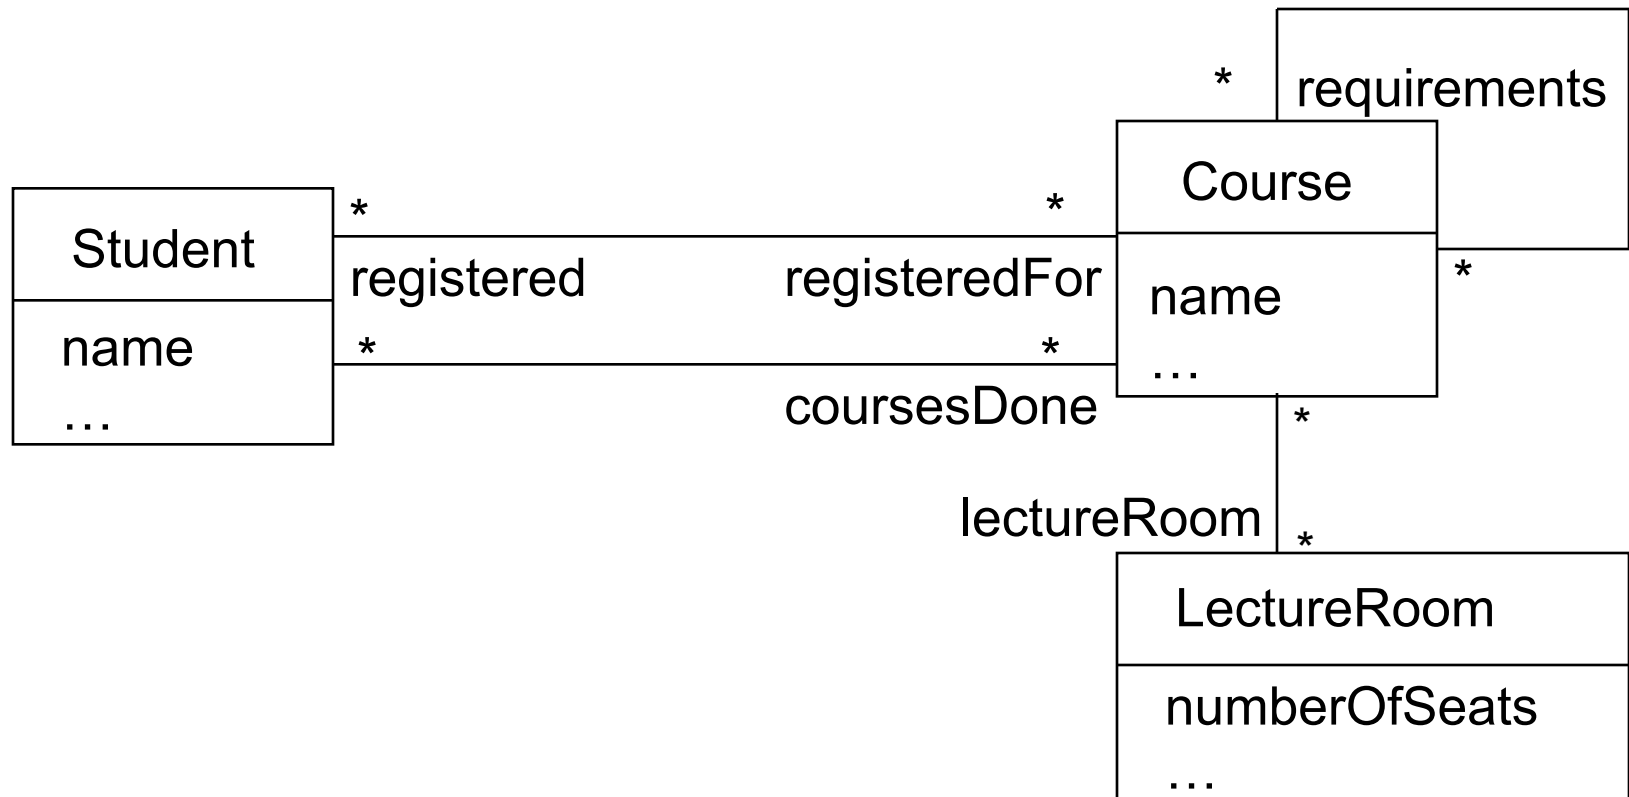 * requirements
Course
* *
Student
registered registeredFor
*
name
name
* *
…
coursesDone
…
*
lectureRoom
*
LectureRoom
numberOfSeats
…